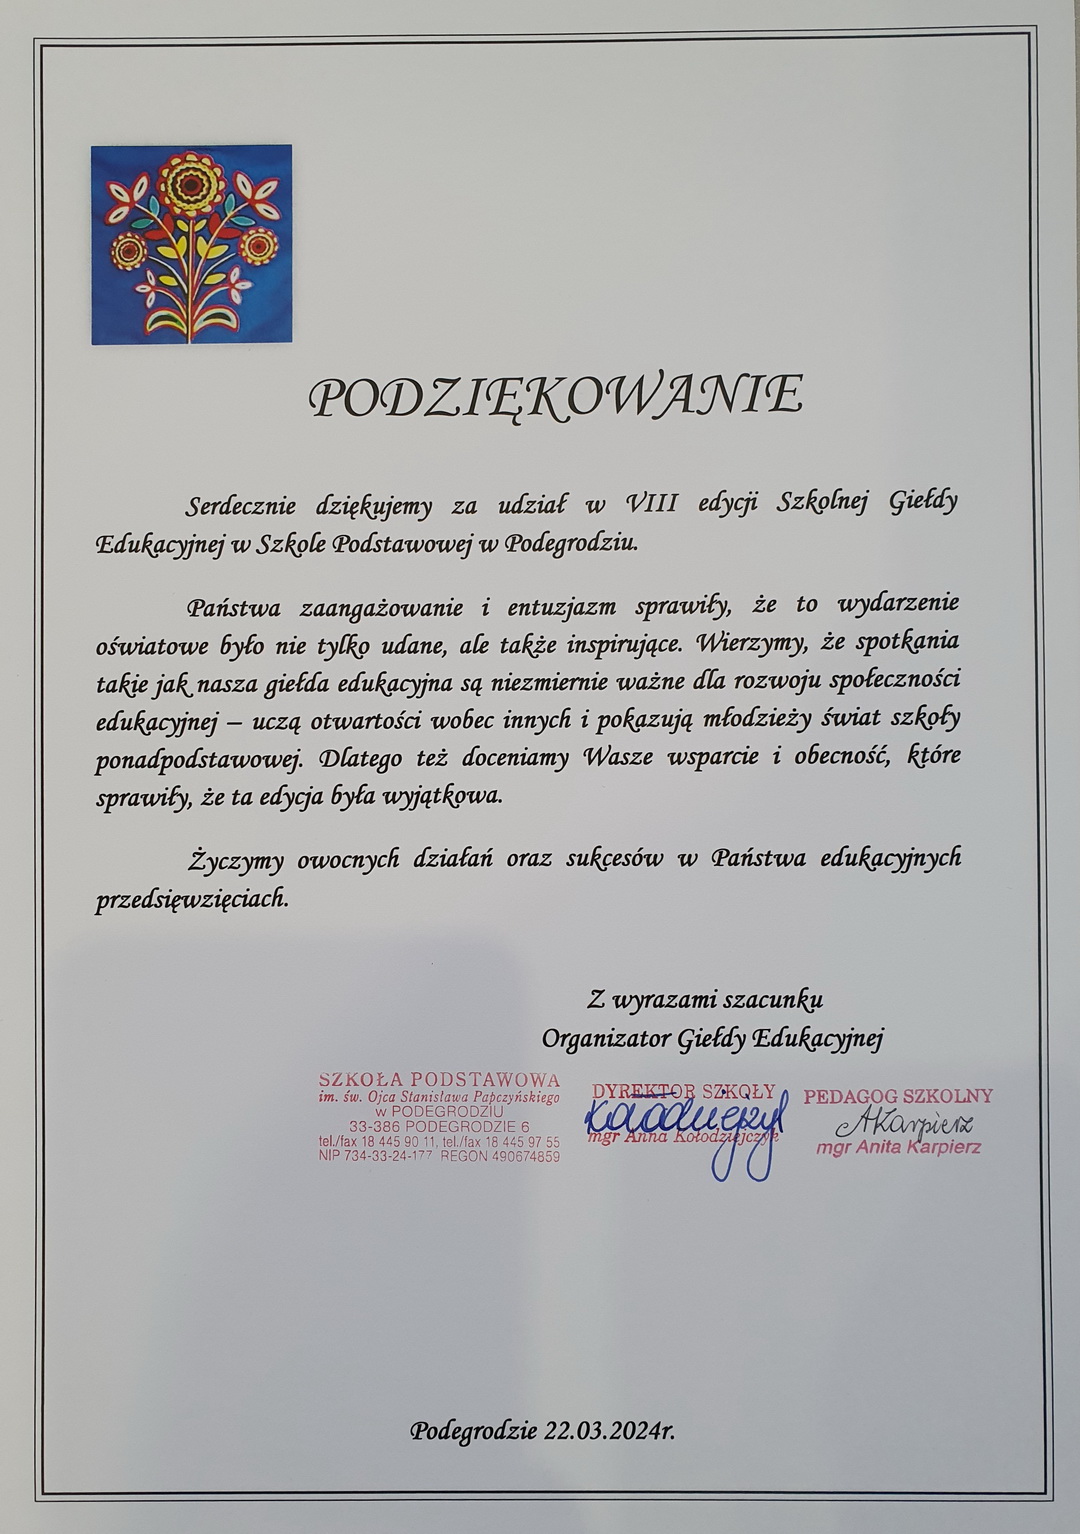 PODZIĘKOWANIE
Serdecznie dziękujemy za udział w VIII edycji Szkolnej Giełdy
Edukacyjnej w Szkole Podstawowej w Podegrodziu.
Państwa zaangażowanie i entuzjazm sprawiły, że to wydarzenie
oświatowe było nie tylko udane, ale także inspirujące. Wierzymy, że spotkania
takie jak nasza giełda edukacyjna są niezmiernie ważne dla rozwoju społeczności
edukacyjnej – uczą otwartości wobec innych i pokazują młodzieży świat szkoły
ponadpodstawowej. Dlatego też doceniamy Wasze wsparcie i obecność, które
sprawiły, że ta edycja była wyjątkowa.
Życzymy owocnych działań oraz sukcesów w Państwa edukacyjnych
przedsięwzięciach.
Z wyrazami szacunku
Organizator Giełdy Edukacyjnej
SZKOŁA PODSTAWOWA
im. św. Ojca Stanisława Papczyńskiego
w PODEGRODZIU
33-386 PODEGRODZIE 6
tel./fax 18 445 90 11, tel./fax 18 445 97 55
NIP 734-33-24-177 REGON 490674859
DYREKTOR SZKOŁY
mgr Anna Kołodziejczyk
PEDAGOG SZKOLNY
AKarpierz
mgr Anita Karpierz
Podegrodzie 22.03.2024r.